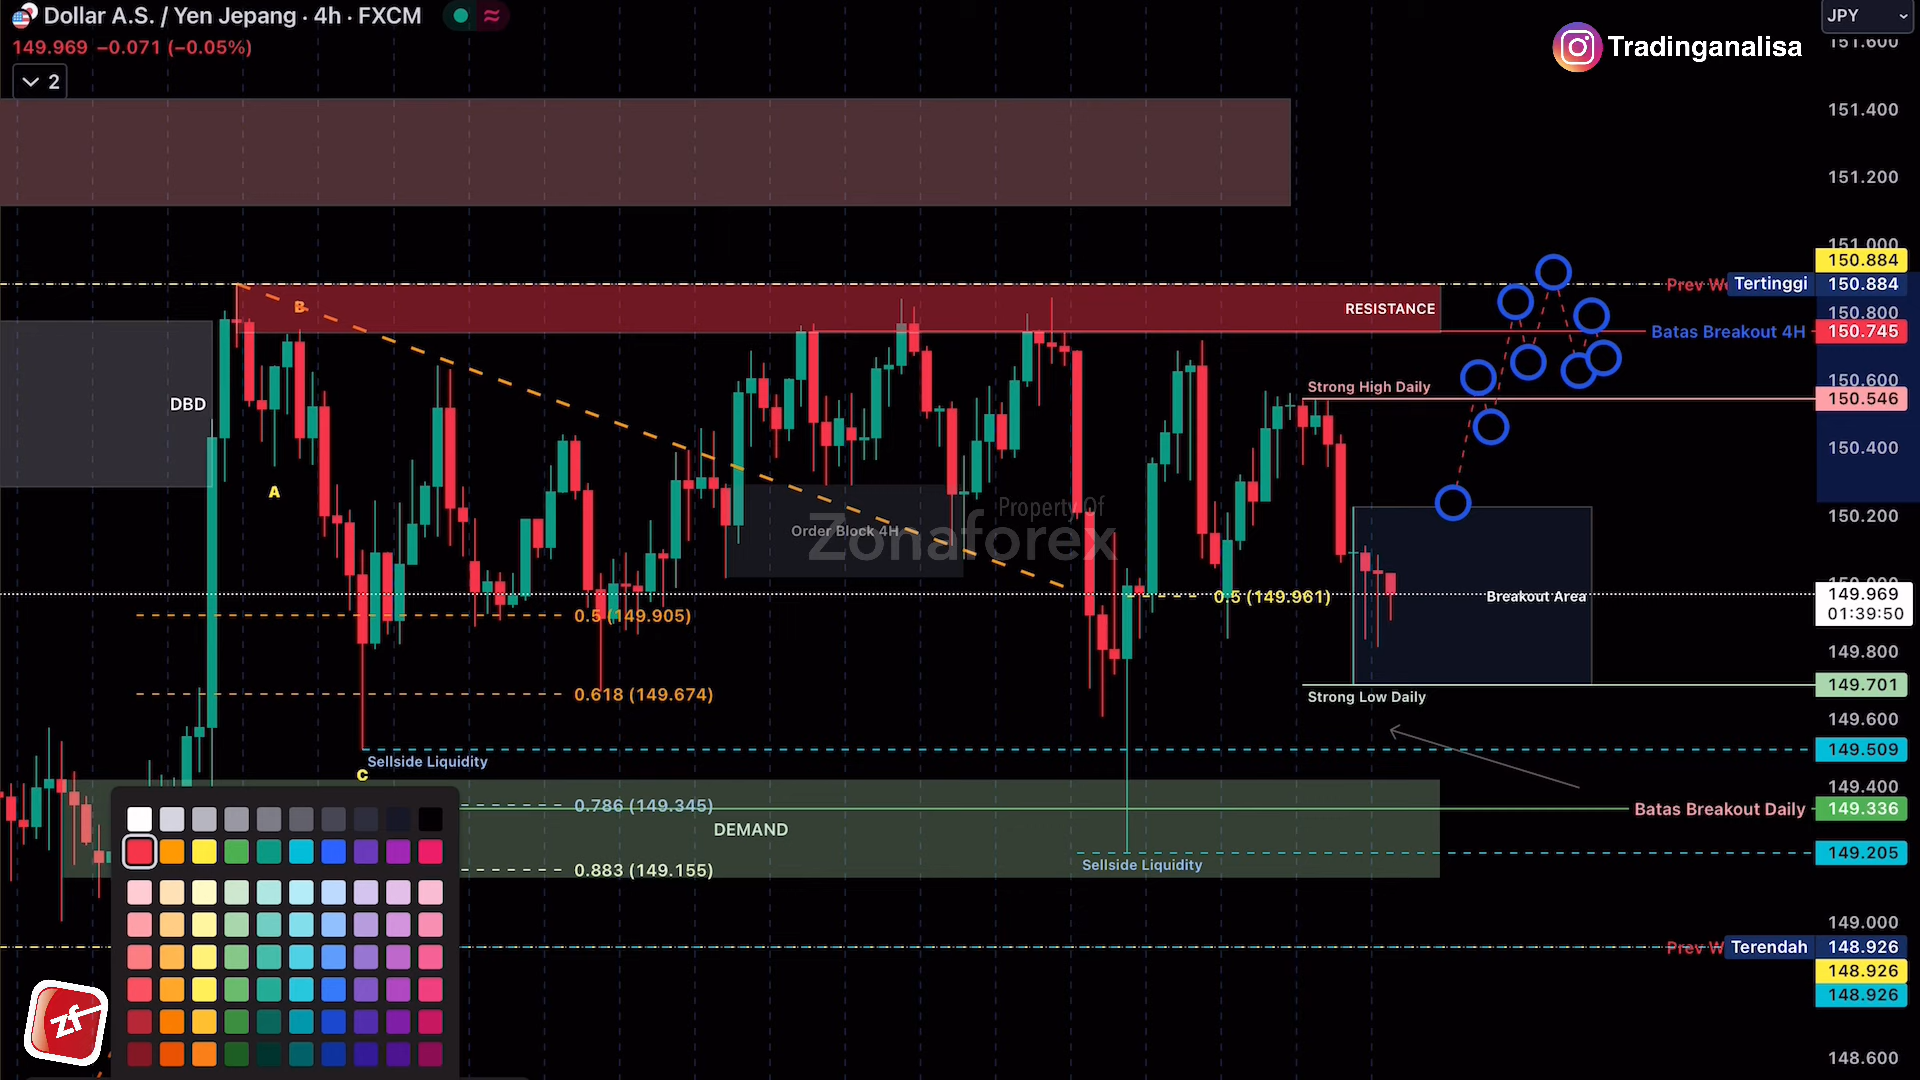 Dollar A.S. / Yen Jepang · 4h · FXCM
149.969 −0.071 (−0.05%)
2
JPY
Tradinganalisa
151.600
151.400
151.200
151.000
150.884
Prev W
Tertinggi
150.884
150.800
RESISTANCE
B
Batas Breakout 4H
150.745
150.600
Strong High Daily
150.546
DBD
150.400
A
Property Of
Zonaforex
Order Block 4H
150.200
0.5 (149.905)
0.5 (149.961)
Breakout Area
149.969
01:39:50
149.800
0.618 (149.674)
Strong Low Daily
149.701
149.600
C
Sellside Liquidity
149.509
149.400
0.786 (149.345)
DEMAND
Batas Breakout Daily
149.336
0.883 (149.155)
Sellside Liquidity
149.205
149.000
Prev W
Terendah
148.926
148.926
148.926
zf
148.600